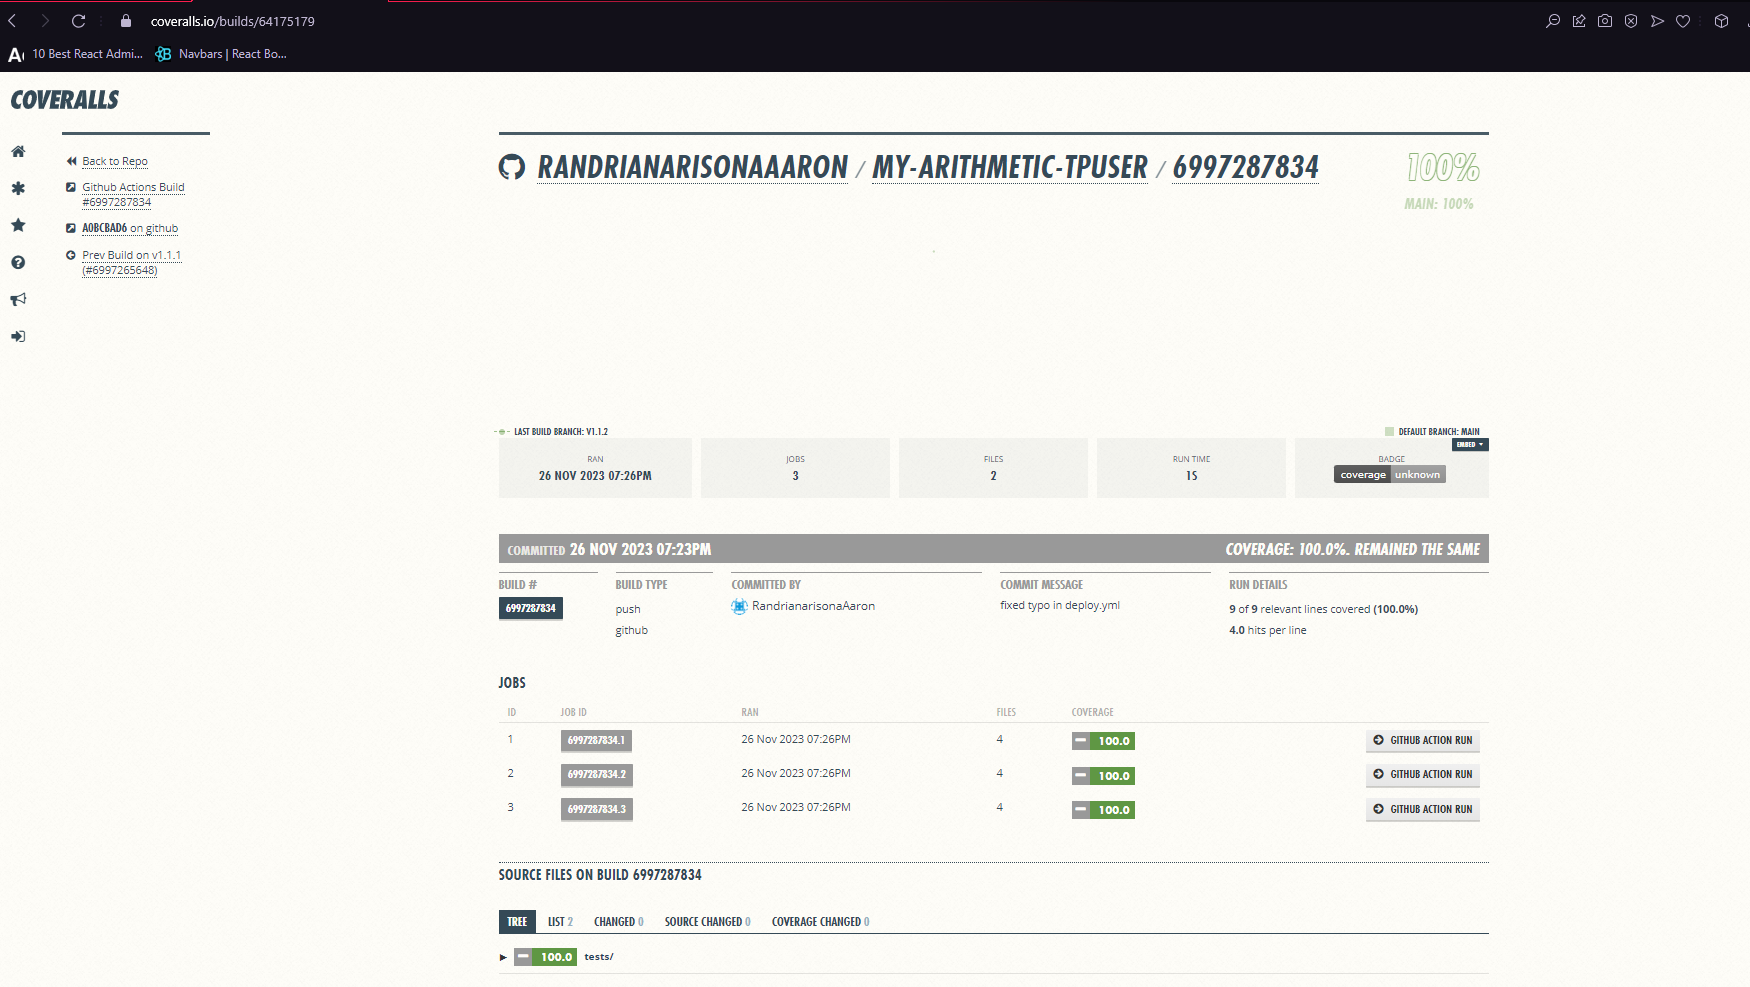 coveralls.io/builds/64175179
10 Best React Admi...
Navbars | React Bo...
COVERALLS
Back to Repo
Github Actions Build
#6997287834
A0BCBAD6 on github
Prev Build on v1.1.1
(#6997265648)
RANDRIANARISONAAARON / MY-ARITHMETIC-TPUSER / 6997287834
100%
MAIN: 100%
LAST BUILD BRANCH: V1.1.2
DEFAULT BRANCH: MAIN
RAN
26 NOV 2023 07:26PM
JOBS
3
FILES
2
RUN TIME
1S
EMBED
BADGE
coverage unknown
COMMITTED 26 NOV 2023 07:23PM
COVERAGE: 100.0%. REMAINED THE SAME
BUILD #
6997287834
BUILD TYPE
push
github
COMMITTED BY
RandrianarisonaAaron
COMMIT MESSAGE
fixed typo in deploy.yml
RUN DETAILS
9 of 9 relevant lines covered (100.0%)
4.0 hits per line
JOBS
ID JOB ID RAN FILES COVERAGE
1 6997287834.1 26 Nov 2023 07:26PM 4 100.0 GITHUB ACTION RUN
2 6997287834.2 26 Nov 2023 07:26PM 4 100.0 GITHUB ACTION RUN
3 6997287834.3 26 Nov 2023 07:26PM 4 100.0 GITHUB ACTION RUN
SOURCE FILES ON BUILD 6997287834
TREE LIST 2 CHANGED 0 SOURCE CHANGED 0 COVERAGE CHANGED 0
100.0 tests/